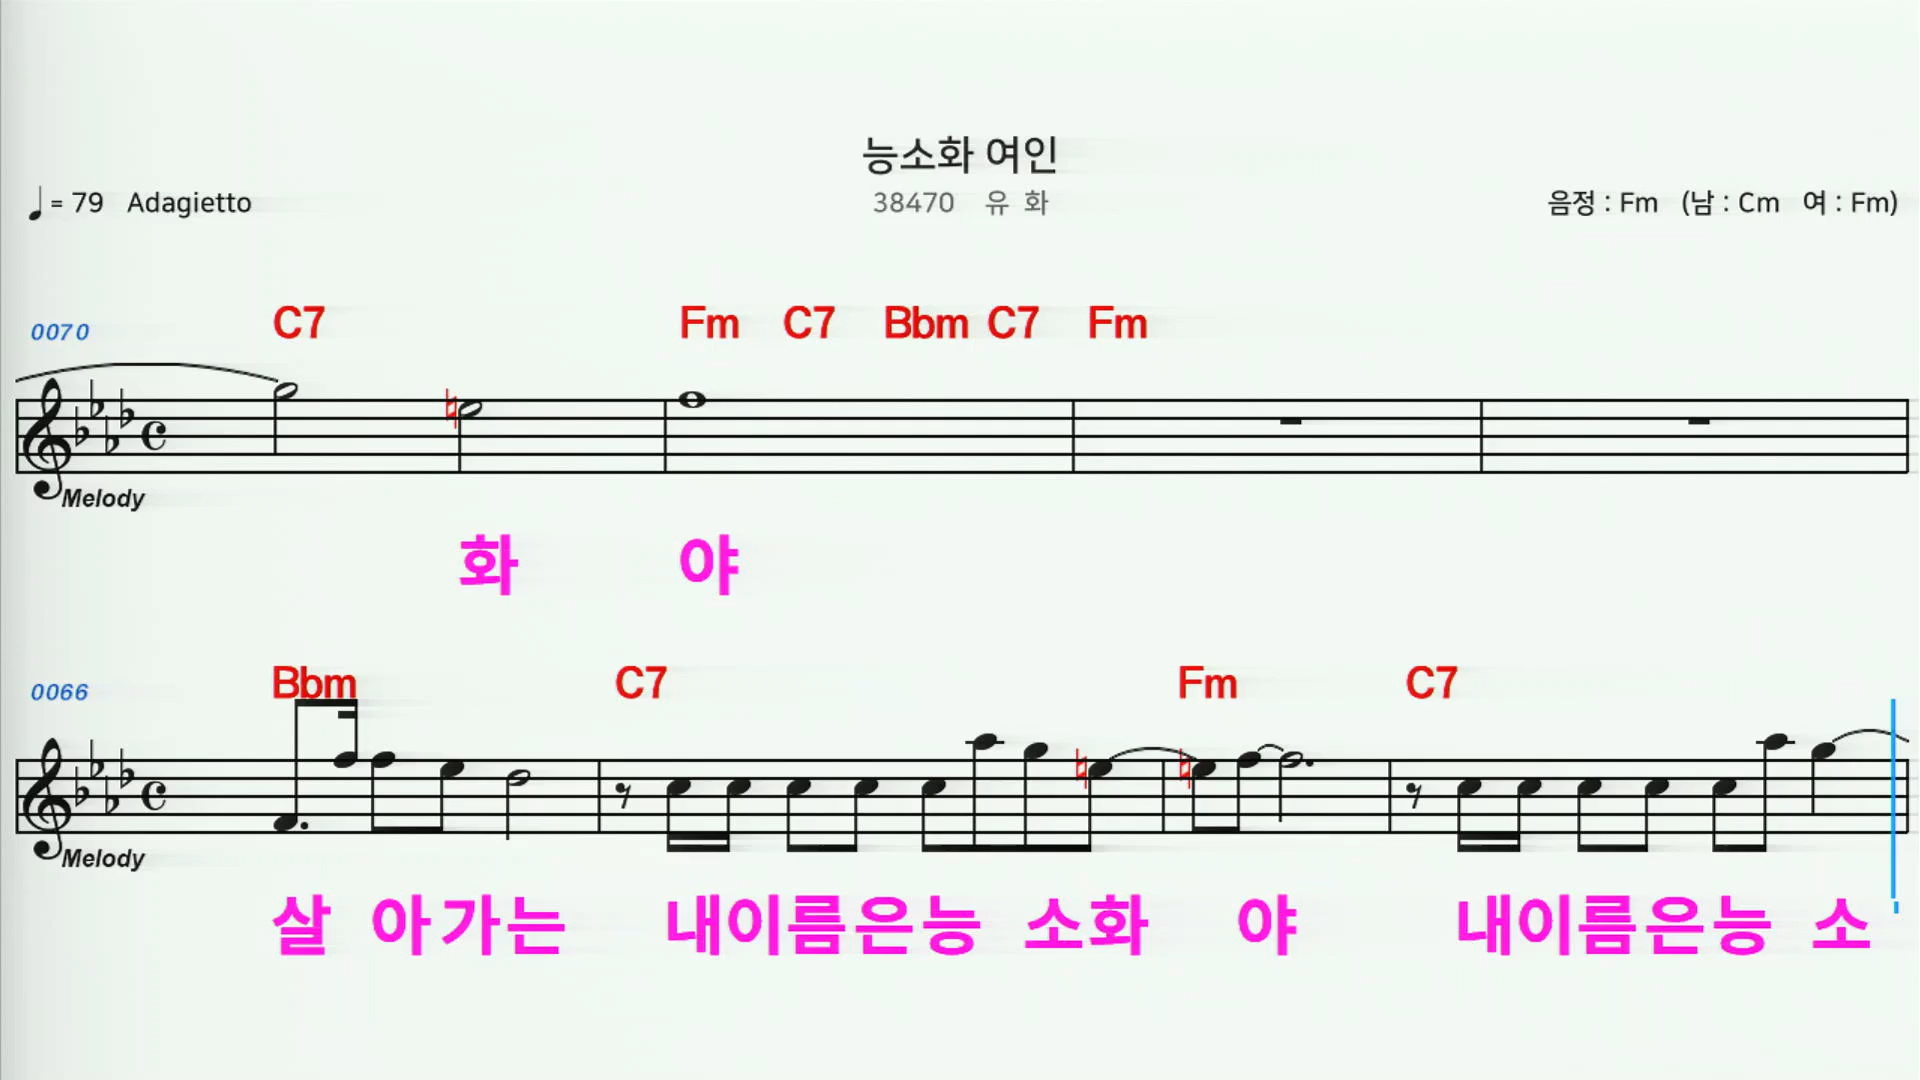 능소화 여인
= 79 Adagietto 38470 유 화 음정 : Fm (남 : Cm 여 : Fm)
0070 C7 Fm C7 Bbm C7 Fm
Melody
화 야
0066 Bbm C7 Fm C7
Melody
살 아가는 내이름은능 소화 야 내이름은능 소